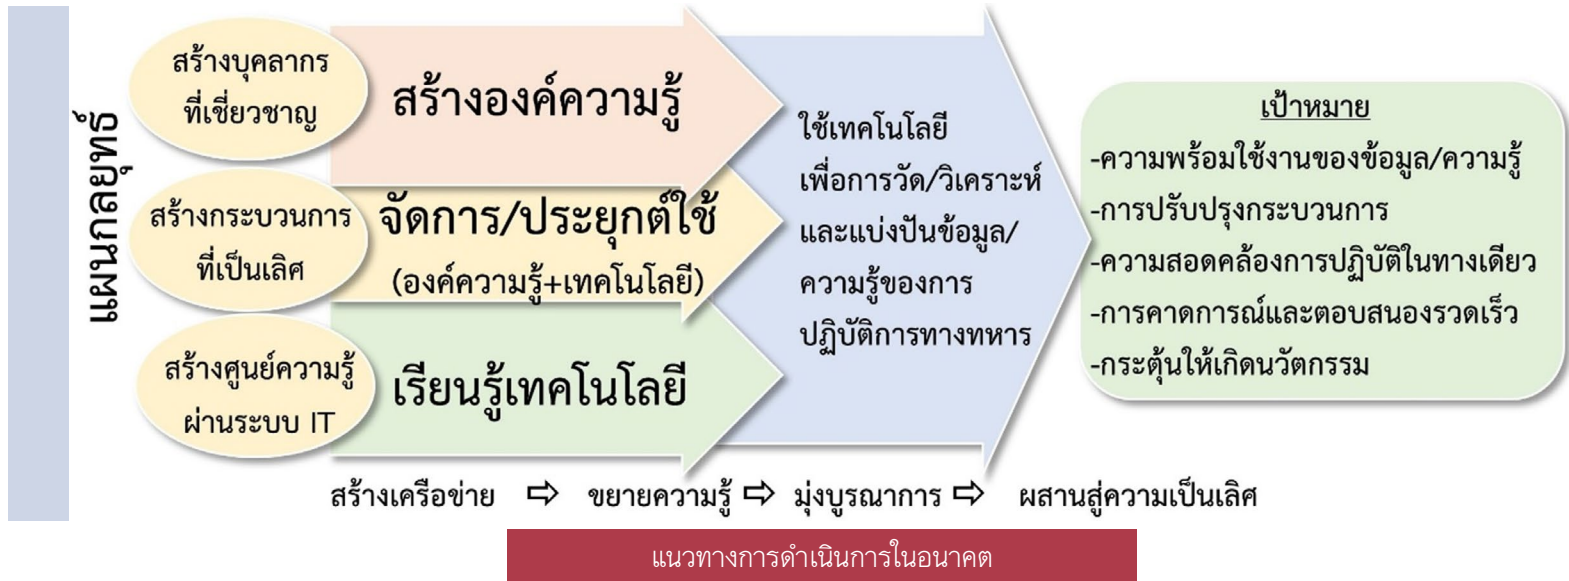 แผนกลยุทธ์
สร้างบุคลากร
ที่เชี่ยวชาญ
สร้างองค์ความรู้
สร้างกระบวนการ
ที่เป็นเลิศ
จัดการ/ประยุกต์ใช้
(องค์ความรู้+เทคโนโลยี)
สร้างศูนย์ความรู้
ผ่านระบบ IT
เรียนรู้เทคโนโลยี
ใช้เทคโนโลยี
เพื่อการวัด/วิเคราะห์
และแบ่งปันข้อมูล/
ความรู้ของการ
ปฏิบัติการทางทหาร
เป้าหมาย
-ความพร้อมใช้งานของข้อมูล/ความรู้
-การปรับปรุงกระบวนการ
-ความสอดคล้องการปฏิบัติในทางเดียว
-การคาดการณ์และตอบสนองรวดเร็ว
-กระตุ้นให้เกิดนวัตกรรม
สร้างเครือข่าย ⇨ ขยายความรู้ ⇨ มุ่งบูรณาการ ⇨ ผสานสู่ความเป็นเลิศ
แนวทางการดำเนินการในอนาคต